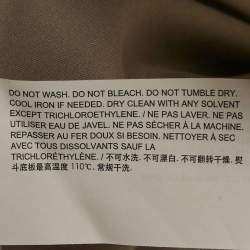 DO NOT WASH. DO NOT BLEACH. DO NOT TUMBLE DRY.
COOL IRON IF NEEDED. DRY CLEAN WITH ANY SOLVENT
EXCEPT TRICHLOROETHYLENE. / NE PAS LAVER. NE PAS
UTILISER EAU DE JAVEL. NE PAS SÉCHER À LA MACHINE.
REPASSER AU FER DOUX SI BESOIN. NETTOYER À SEC
AVEC TOUS DISSOLVANTS SAUF LA
TRICHLORÉTHYLÈNE. / 不可水洗. 不可漂白. 不可翻转干燥. 熨
斗底板最高温度 110℃. 常规干洗.